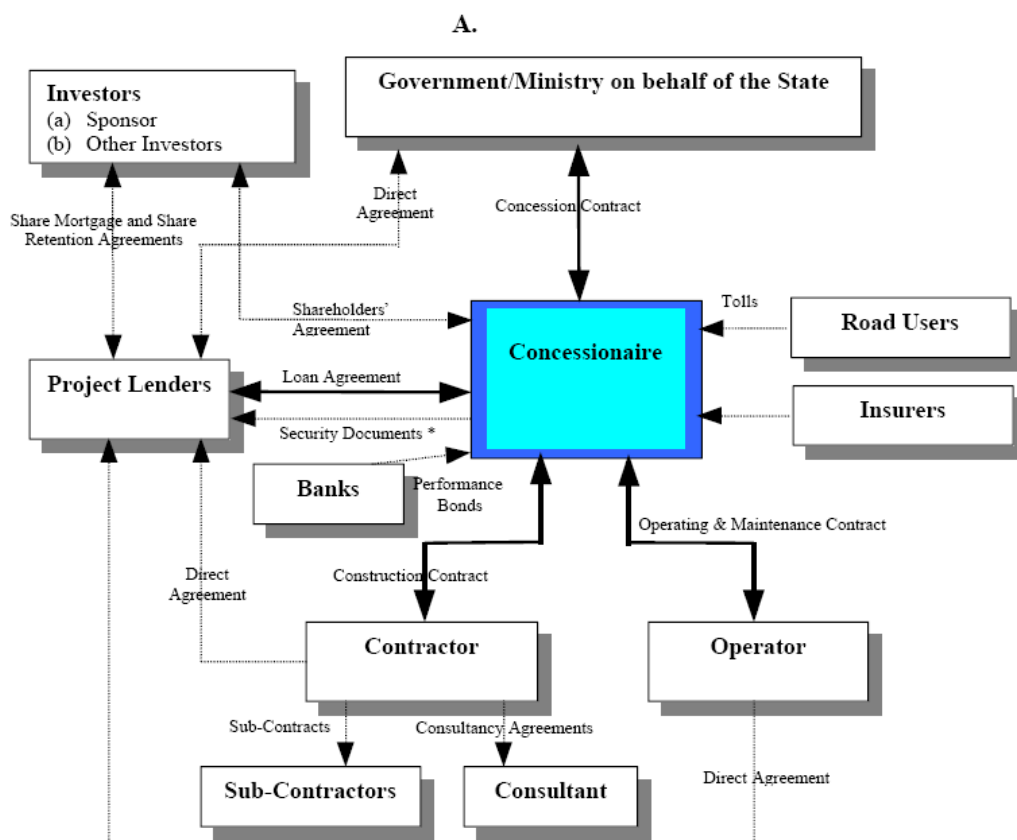 A.
Government/Ministry on behalf of the State
Investors
(a) Sponsor
(b) Other Investors
Direct
Agreement
Concession Contract
Share Mortgage and Share
Retention Agreements
Tolls
Road Users
Shareholders'
Agreement
Concessionaire
Project Lenders
Loan Agreement
Insurers
Security Documents *
Banks
Performance
Bonds
Operating & Maintenance Contract
Direct
Agreement
Construction Contract
Contractor
Operator
Sub-Contracts
Consultancy Agreements
Sub-Contractors
Consultant
Direct Agreement